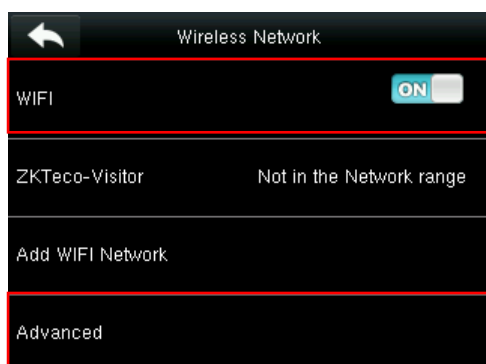 Wireless Network
WIFI ON
ZKTeco-Visitor Not in the Network range
Add WIFI Network
Advanced